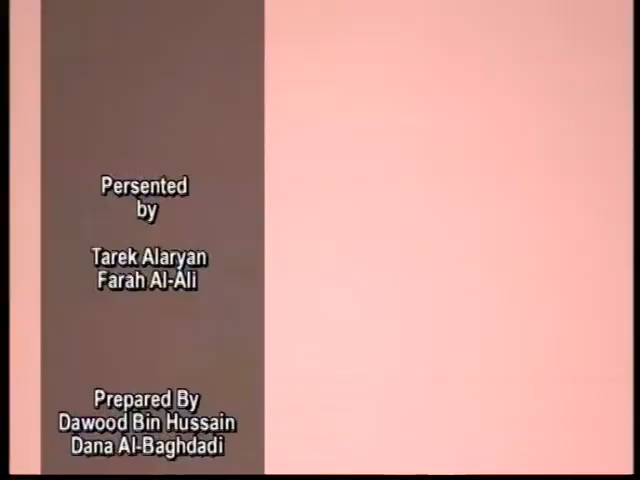 Persented
by
Tarek Alaryan
Farah Al-Ali
Prepared By
Dawood Bin Hussain
Dana Al-Baghdadi